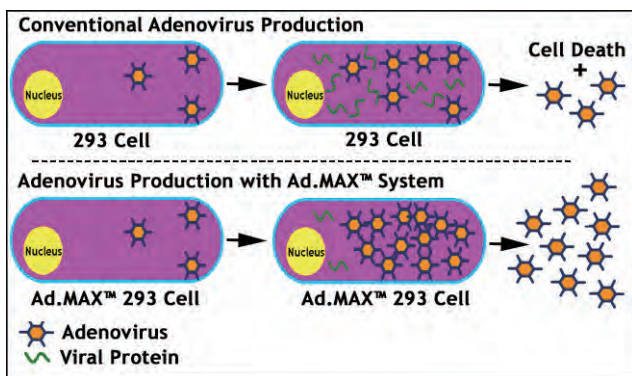 Conventional Adenovirus Production
Nucleus
293 Cell
Nucleus
293 Cell
Cell Death
+
Adenovirus Production with Ad.MAX™ System
Nucleus
Ad.MAX™ 293 Cell
Nucleus
Ad.MAX™ 293 Cell
Adenovirus
Viral Protein